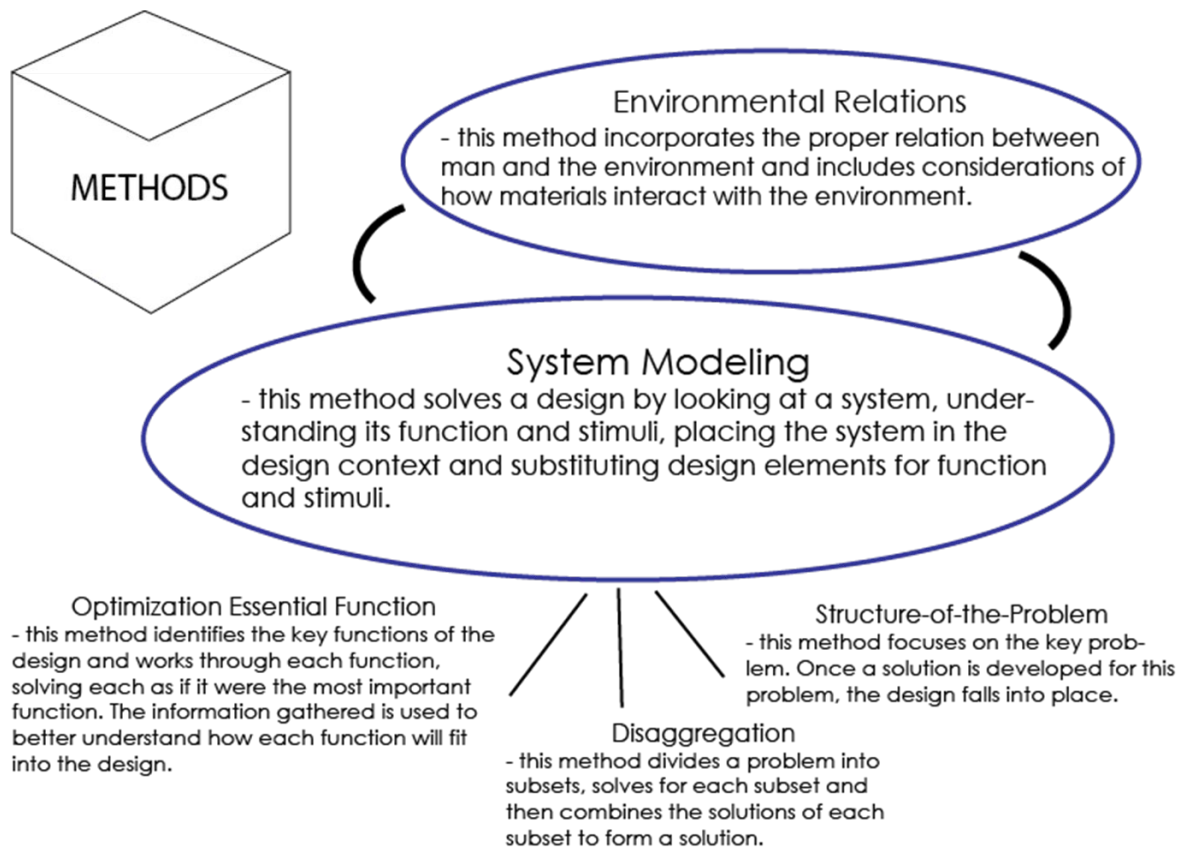 METHODS
Environmental Relations
- this method incorporates the proper relation between
man and the environment and includes considerations of
how materials interact with the environment.
System Modeling
- this method solves a design by looking at a system, under-
standing its function and stimuli, placing the system in the
design context and substituting design elements for function
and stimuli.
Optimization Essential Function
- this method identifies the key functions of the
design and works through each function,
solving each as if it were the most important
function. The information gathered is used to
better understand how each function will fit
into the design.
Disaggregation
- this method divides a problem into
subsets, solves for each subset and
then combines the solutions of each
subset to form a solution.
Structure-of-the-Problem
- this method focuses on the key prob-
lem. Once a solution is developed for this
problem, the design falls into place.